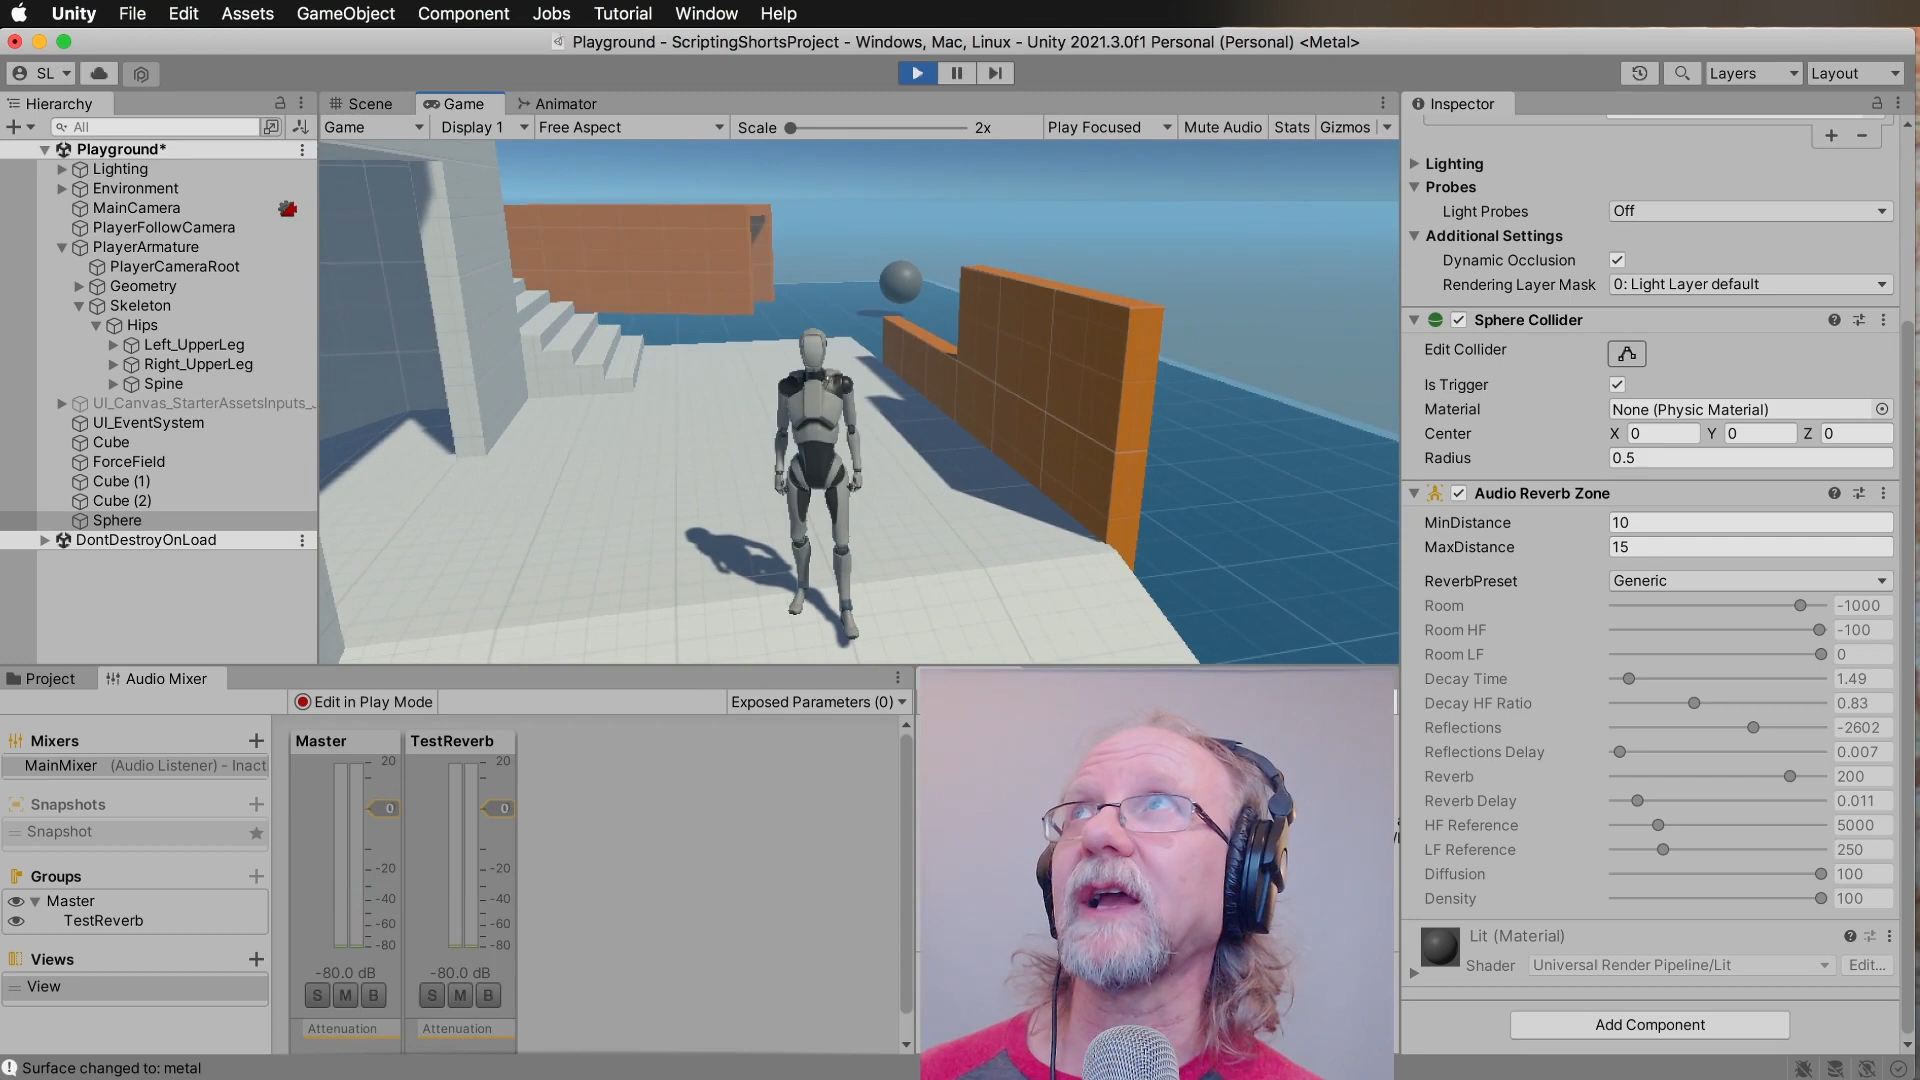 Unity File Edit Assets GameObject Component Jobs Tutorial Window Help
Playground - ScriptingShortsProject - Windows, Mac, Linux - Unity 2021.3.0f1 Personal (Personal) <Metal>
SL Layers Layout
Hierarchy Scene Game Animator Inspector
All Game Display 1 Free Aspect Scale 2x Play Focused Mute Audio Stats Gizmos
Playground*
Lighting
Environment
MainCamera
PlayerFollowCamera
PlayerArmature
PlayerCameraRoot
Geometry
Skeleton
Hips
Left_UpperLeg
Right_UpperLeg
Spine
UI_Canvas_StarterAssetsInputs_
UI_EventSystem
Cube
ForceField
Cube (1)
Cube (2)
Sphere
DontDestroyOnLoad
Lighting
Probes
Light Probes Off
Additional Settings
Dynamic Occlusion
Rendering Layer Mask 0: Light Layer default
Sphere Collider
Edit Collider
Is Trigger
Material None (Physic Material)
Center X 0 Y 0 Z 0
Radius 0.5
Audio Reverb Zone
MinDistance 10
MaxDistance 15
ReverbPreset Generic
Room -1000
Room HF -100
Room LF 0
Decay Time 1.49
Decay HF Ratio 0.83
Reflections -2602
Reflections Delay 0.007
Reverb 200
Reverb Delay 0.011
HF Reference 5000
LF Reference 250
Diffusion 100
Density 100
Lit (Material)
Shader Universal Render Pipeline/Lit Edit...
Add Component
Project Audio Mixer
Edit in Play Mode Exposed Parameters (0)
Mixers
MainMixer (Audio Listener) - Inact
Snapshots
Snapshot
Groups
Master
TestReverb
Views
View
Master TestReverb
20 20
0 0
-20 -20
-40 -40
-60 -60
-80 -80
-80.0 dB -80.0 dB
S M B S M B
Attenuation Attenuation
Surface changed to: metal